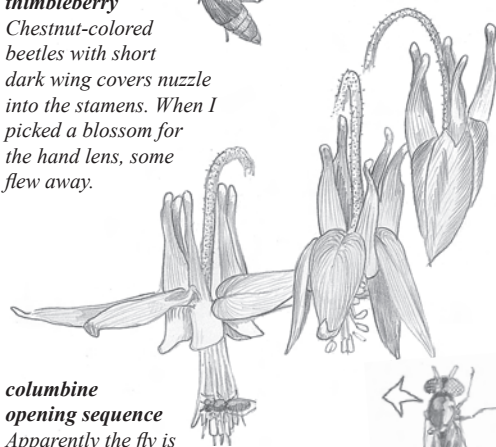 thimbleberry
Chestnut-colored
beetles with short
dark wing covers nuzzle
into the stamens. When I
picked a blossom for
the hand lens, some
flew away.
columbine
opening sequence
Apparently the fly is